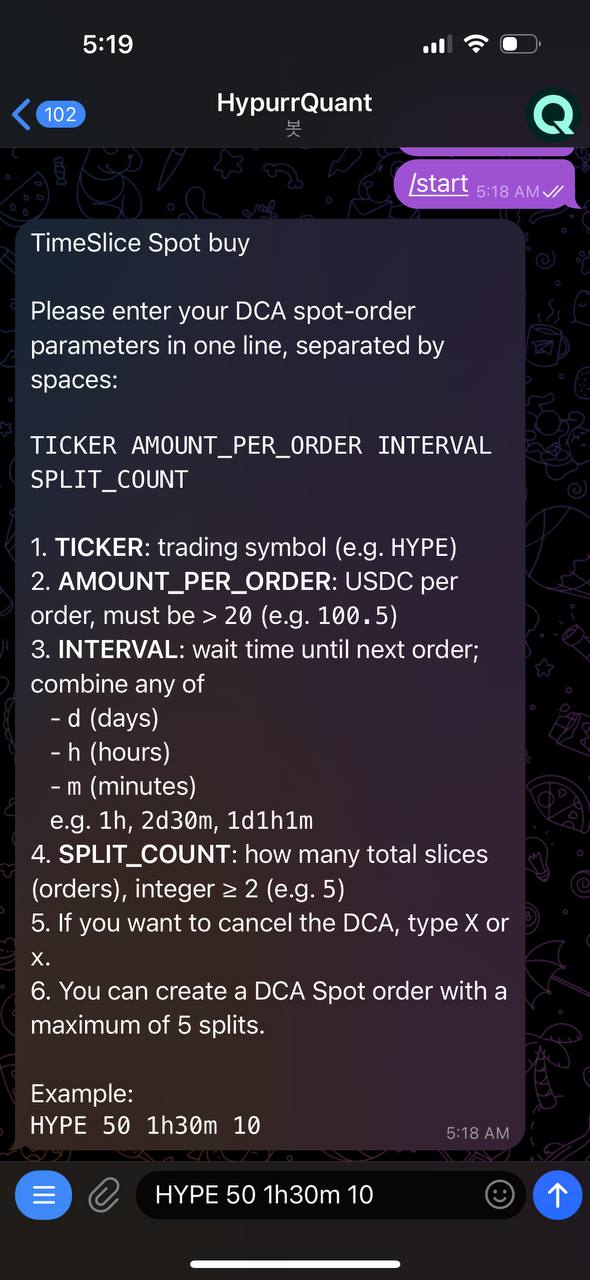 5:19
102
HypurrQuant
봇
/start 5:18 AM
TimeSlice Spot buy
Please enter your DCA spot-order
parameters in one line, separated by
spaces:
TICKER AMOUNT_PER_ORDER INTERVAL
SPLIT_COUNT
1. TICKER: trading symbol (e.g. HYPE)
2. AMOUNT_PER_ORDER: USDC per
order, must be > 20 (e.g. 100.5)
3. INTERVAL: wait time until next order;
combine any of
- d (days)
- h (hours)
- m (minutes)
e.g. 1h, 2d30m, 1d1h1m
4. SPLIT_COUNT: how many total slices
(orders), integer ≥ 2 (e.g. 5)
5. If you want to cancel the DCA, type X or
x.
6. You can create a DCA Spot order with a
maximum of 5 splits.
Example:
HYPE 50 1h30m 10
5:18 AM
HYPE 50 1h30m 10